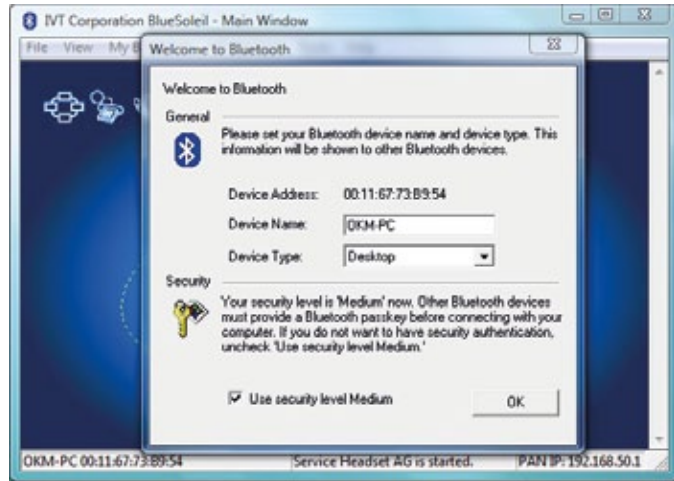 IVT Corporation BlueSoleil - Main Window
File View My B
Welcome to Bluetooth
Welcome to Bluetooth
General
Please set your Bluetooth device name and device type. This
information will be shown to other Bluetooth devices.
Device Address: 00:11:67:73:B9:54
Device Name: OKM-PC
Device Type: Desktop
Security
Your security level is 'Medium' now. Other Bluetooth devices
must provide a Bluetooth passkey before connecting with your
computer. If you do not want to have security authentication,
uncheck 'Use security level Medium.'
Use security level Medium
OK
OKM-PC 00:11:67:73:B9:54 Service Headset AG is started. PAN IP: 192.168.50.1